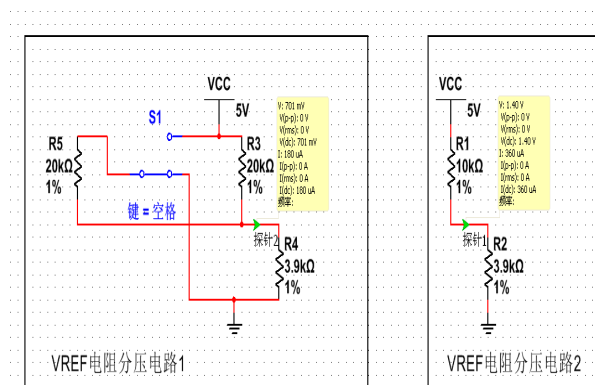 VCC
5V
S1
R5
20kΩ
1%
R3
20kΩ
1%
键 = 空格
V: 701 mV
V(p-p): 0 V
V(rms): 0 V
V(dc): 701 mV
I: 180 uA
I(p-p): 0 A
I(rms): 0 A
I(dc): 180 uA
频率:
探针2
R4
3.9kΩ
1%
VREF电阻分压电路1
VCC
5V
R1
10kΩ
1%
V: 1.40 V
V(p-p): 0 V
V(rms): 0 V
V(dc): 1.40 V
I: 360 uA
I(p-p): 0 A
I(rms): 0 A
I(dc): 360 uA
频率:
探针1
R2
3.9kΩ
1%
VREF电阻分压电路2